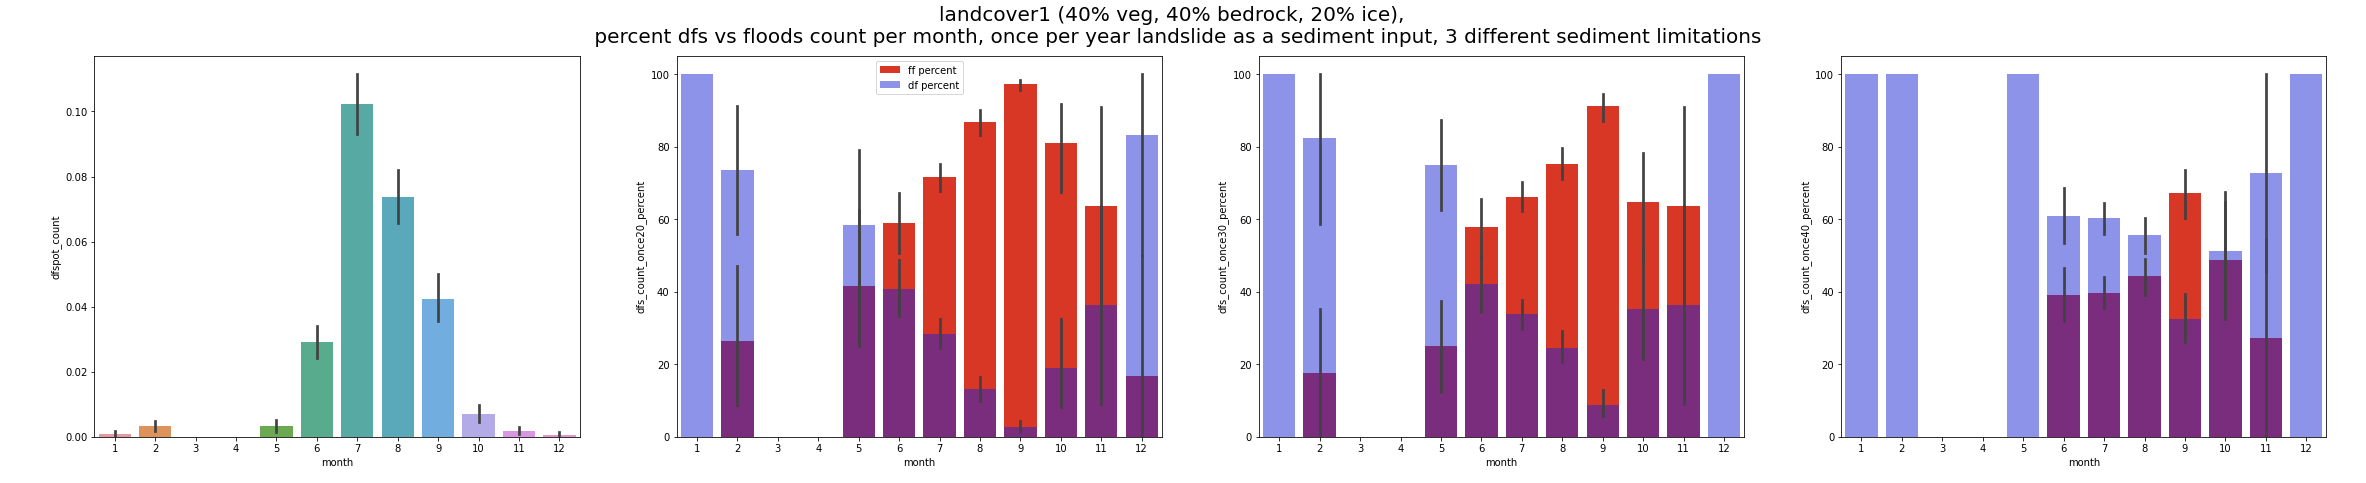 landcover1 (40% veg, 40% bedrock, 20% ice),
percent dfs vs floods count per month, once per year landslide as a sediment input, 3 different sediment limitations
dfspot_count
0.10
0.08
0.06
0.04
0.02
0.00
1 2 3 4 5 6 7 8 9 10 11 12
month
dfs_count_once20_percent
100
80
60
40
20
0
ff percent
df percent
1 2 3 4 5 6 7 8 9 10 11 12
month
dfs_count_once30_percent
100
80
60
40
20
0
1 2 3 4 5 6 7 8 9 10 11 12
month
dfs_count_once40_percent
100
80
60
40
20
0
1 2 3 4 5 6 7 8 9 10 11 12
month